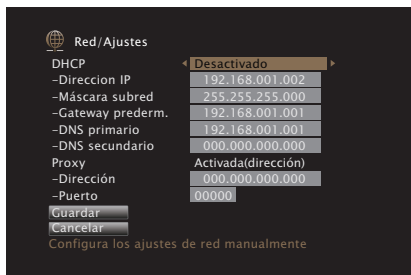 Red/Ajustes
DHCP Desactivado
-Direccion IP 192.168.001.002
-Máscara subred 255.255.255.000
-Gateway prederm. 192.168.001.001
-DNS primario 192.168.001.001
-DNS secundario 000.000.000.000
Proxy Activada(dirección)
-Dirección 000.000.000.000
-Puerto 00000
Guardar
Cancelar
Configura los ajustes de red manualmente